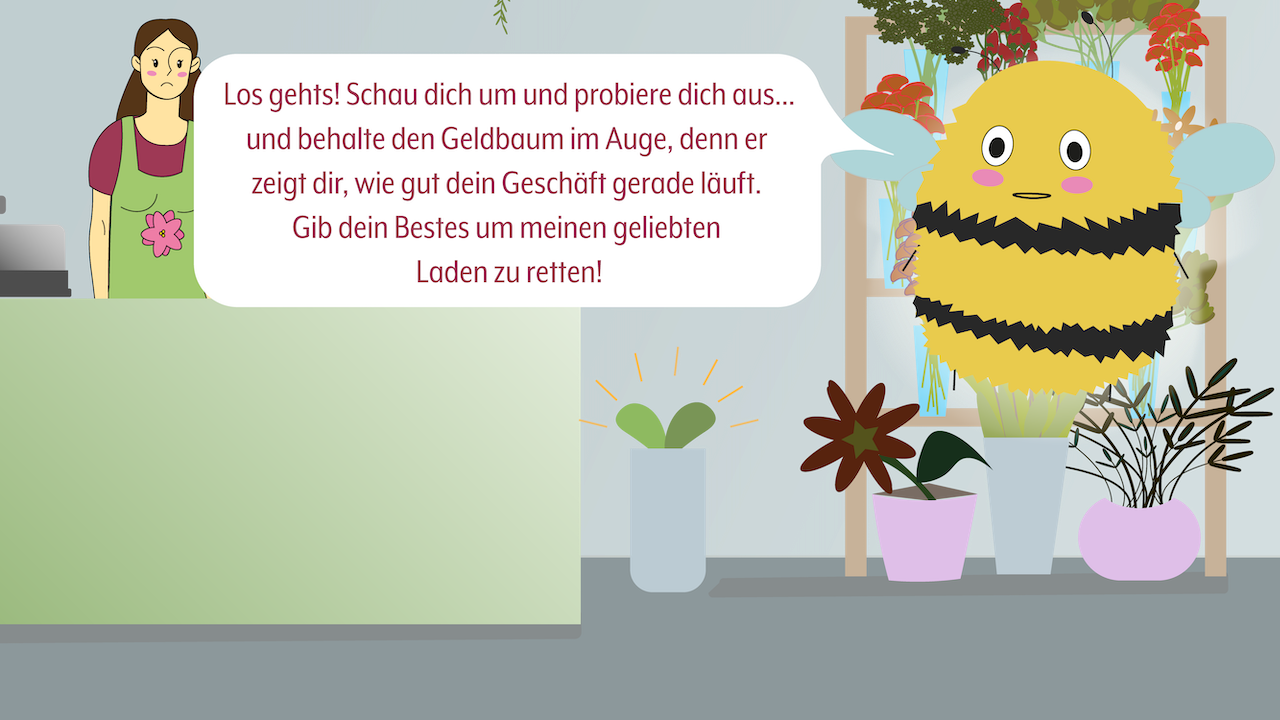 Los gehts! Schau dich um und probiere dich aus...
und behalte den Geldbaum im Auge, denn er
zeigt dir, wie gut dein Geschäft gerade läuft.
Gib dein Bestes um meinen geliebten
Laden zu retten!